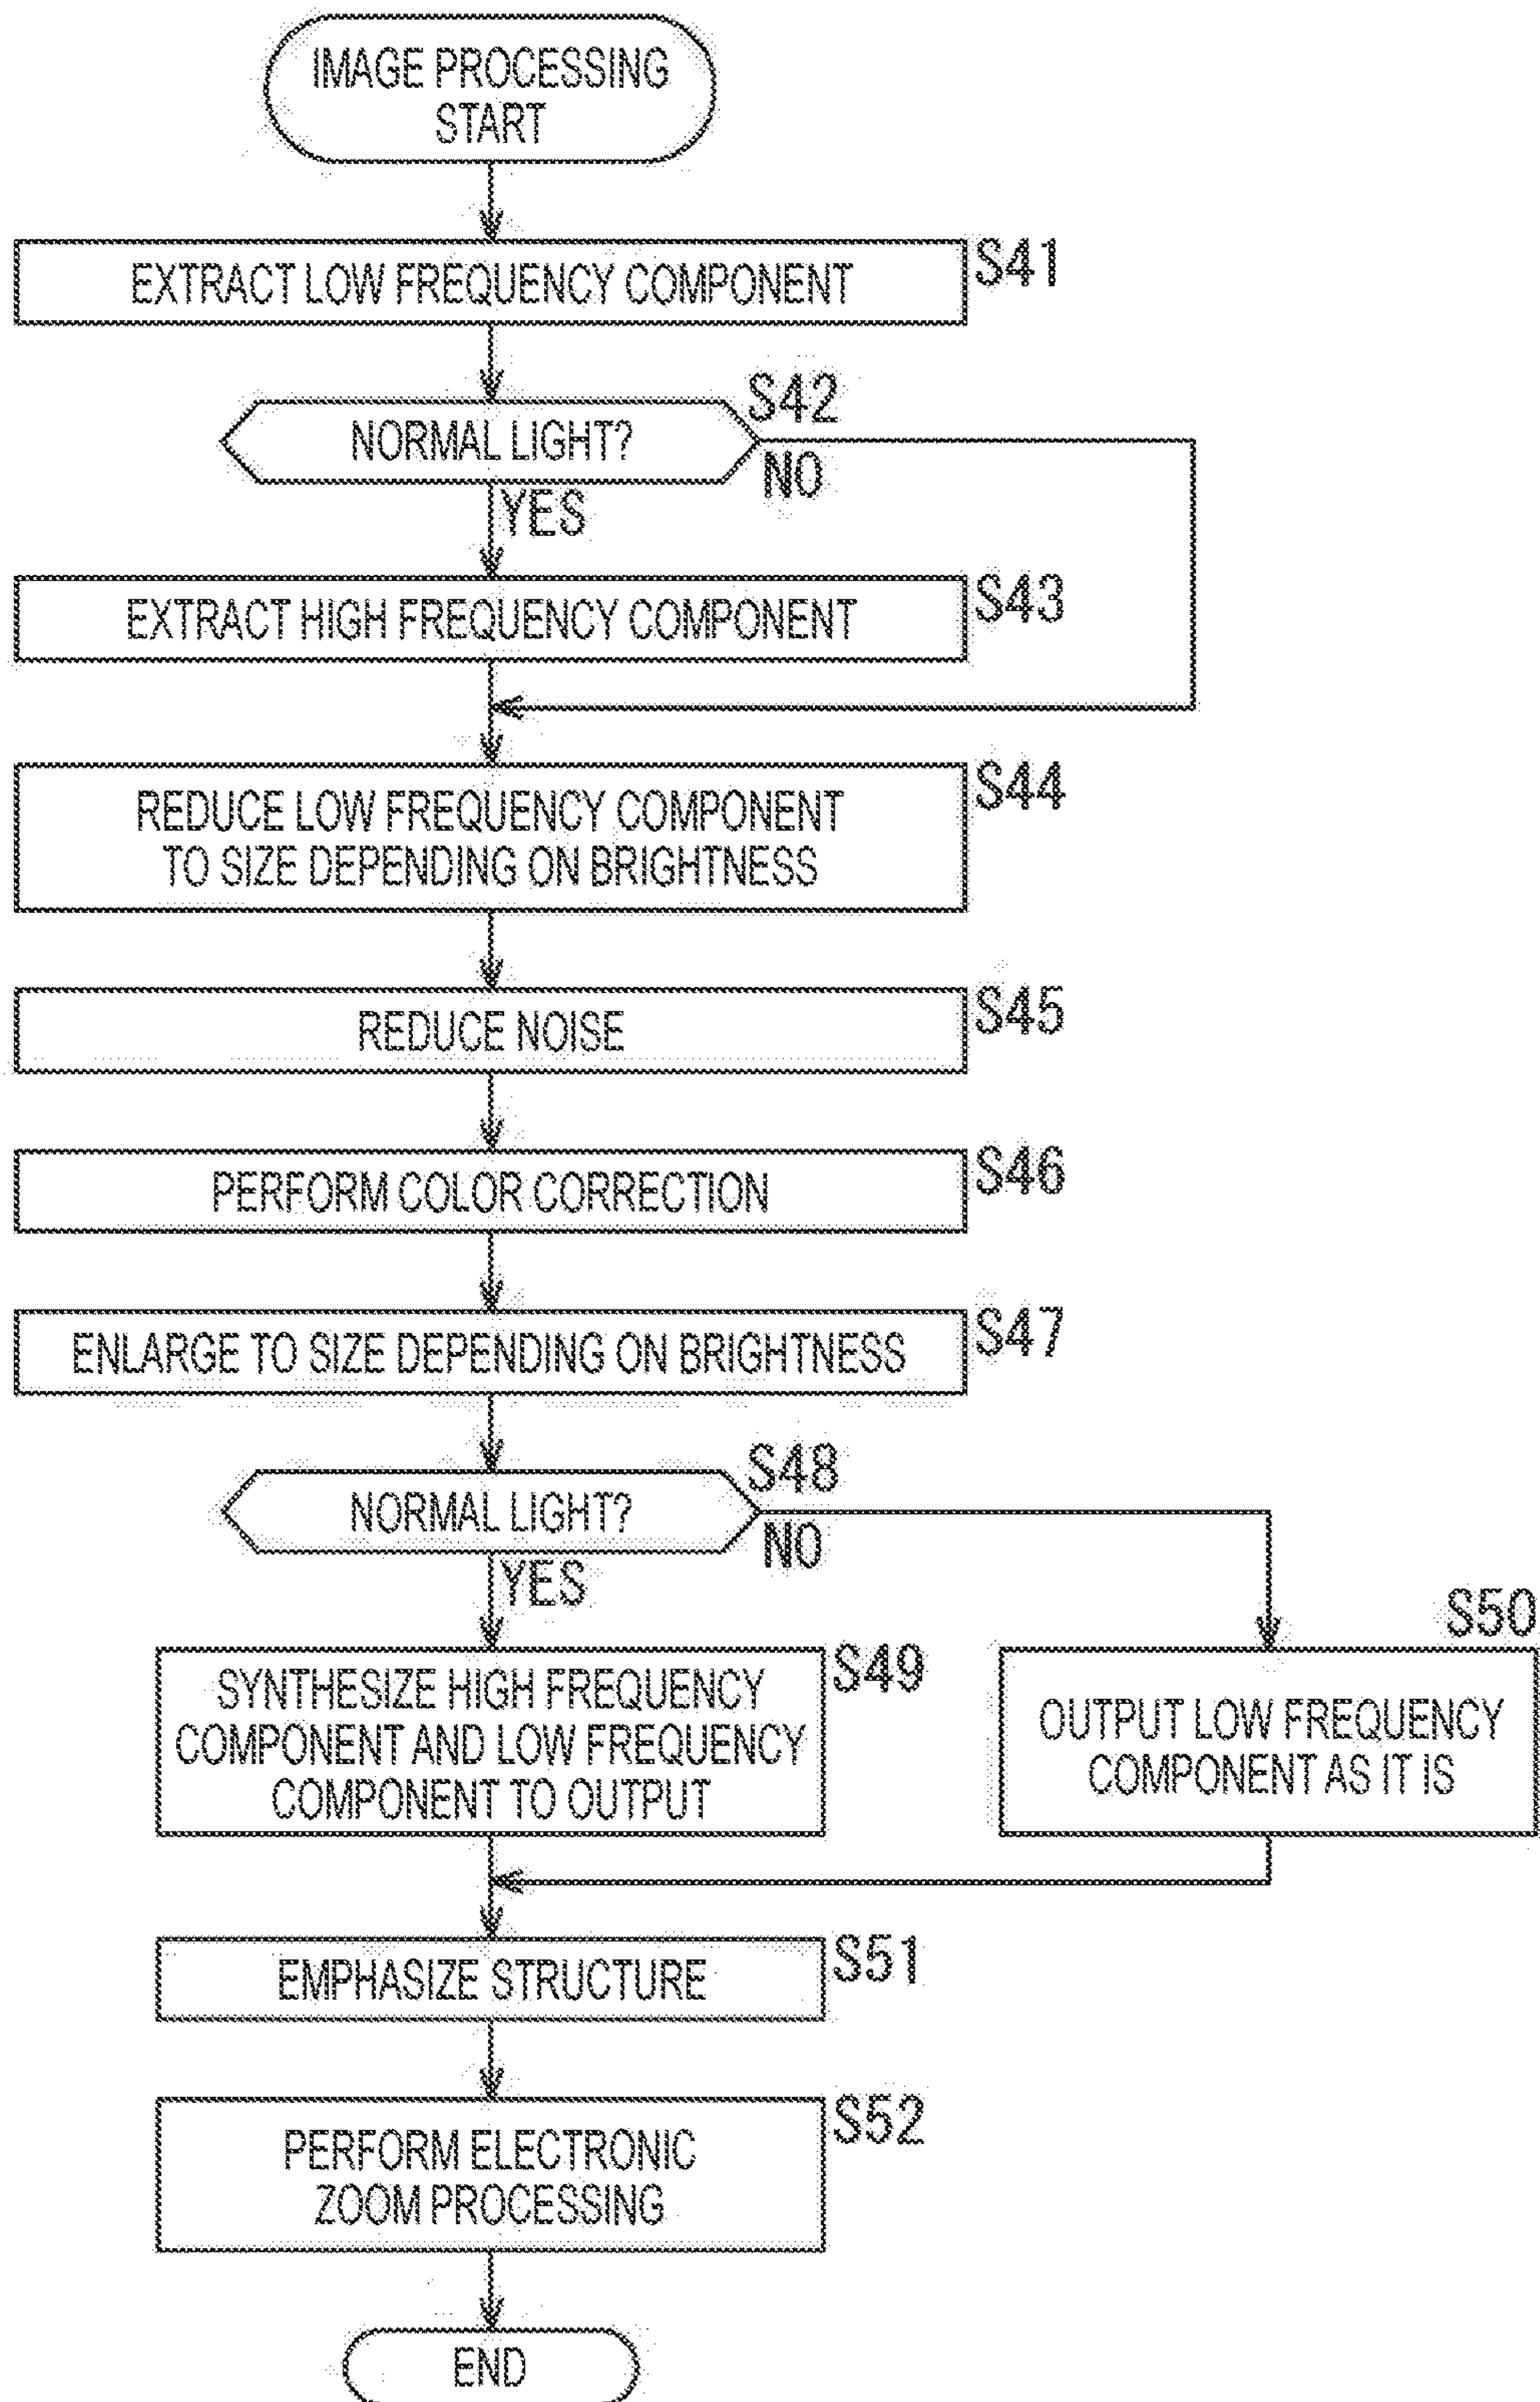 IMAGE PROCESSING
START
EXTRACT LOW FREQUENCY COMPONENT
S41
NORMAL LIGHT?
S42
NO
YES
EXTRACT HIGH FREQUENCY COMPONENT
S43
REDUCE LOW FREQUENCY COMPONENT
TO SIZE DEPENDING ON BRIGHTNESS
S44
REDUCE NOISE
S45
PERFORM COLOR CORRECTION
S46
ENLARGE TO SIZE DEPENDING ON BRIGHTNESS
S47
NORMAL LIGHT?
S48
NO
YES
SYNTHESIZE HIGH FREQUENCY
COMPONENT AND LOW FREQUENCY
COMPONENT TO OUTPUT
S49
S50
OUTPUT LOW FREQUENCY
COMPONENT AS IT IS
EMPHASIZE STRUCTURE
S51
PERFORM ELECTRONIC
ZOOM PROCESSING
S52
END